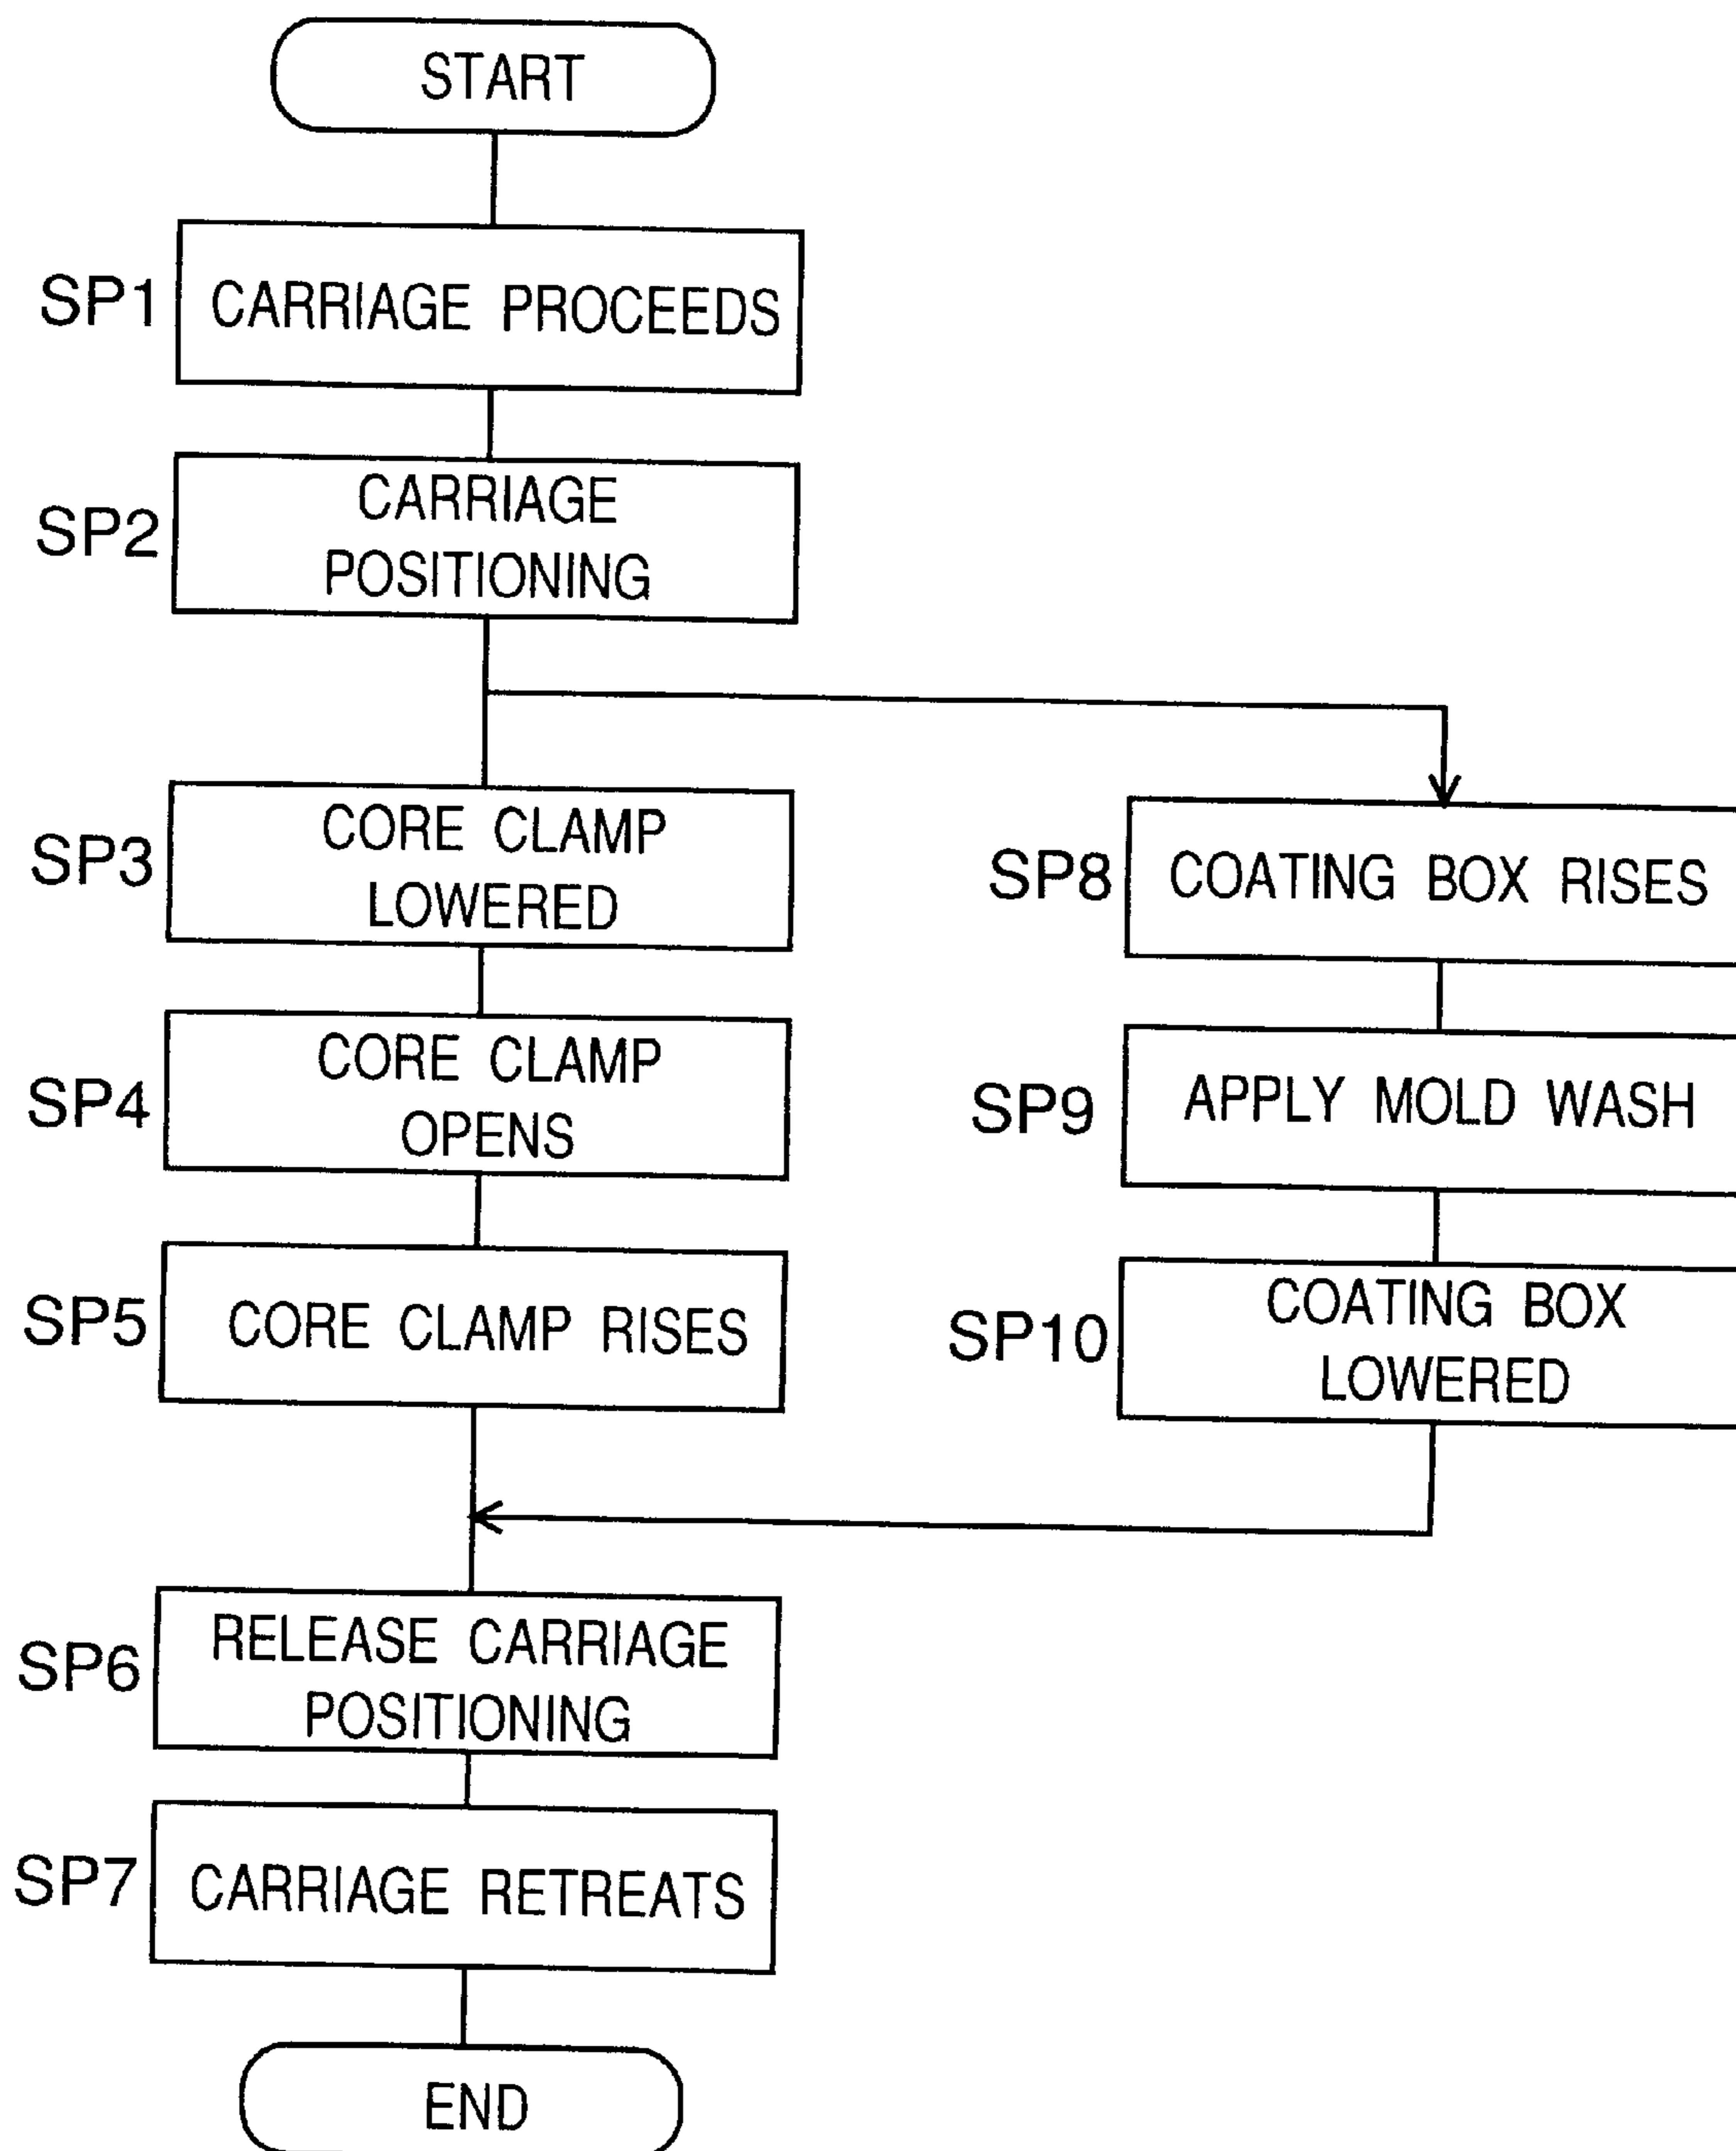 START
SP1
CARRIAGE PROCEEDS
SP2
CARRIAGE
POSITIONING
SP3
CORE CLAMP
LOWERED
SP4
CORE CLAMP
OPENS
SP5
CORE CLAMP RISES
SP8
COATING BOX RISES
SP9
APPLY MOLD WASH
SP10
COATING BOX
LOWERED
SP6
RELEASE CARRIAGE
POSITIONING
SP7
CARRIAGE RETREATS
END